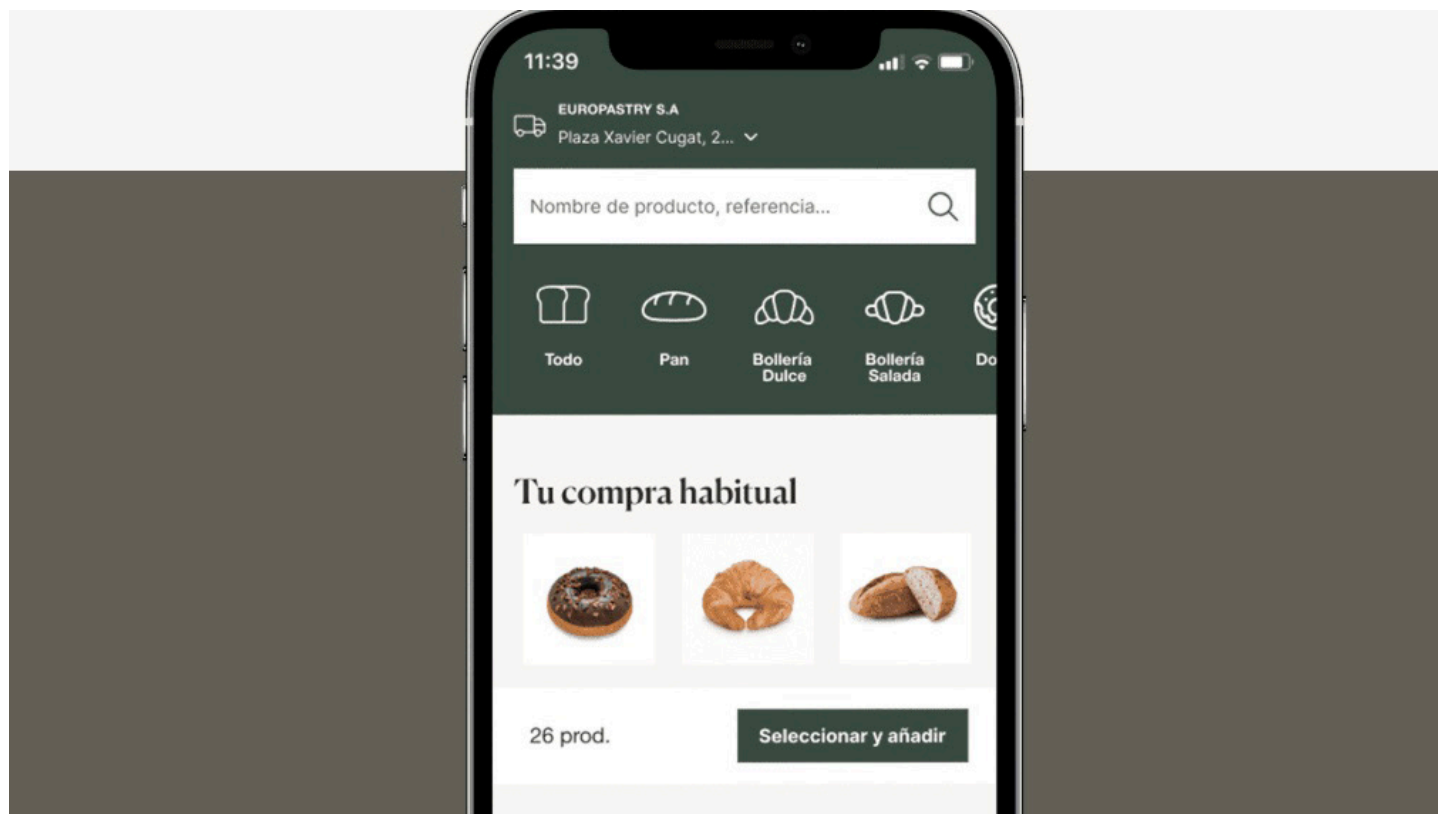 11:39
EUROPASTRY S.A
Plaza Xavier Cugat, 2...
Nombre de producto, referencia...
Todo
Pan
Bollería
Dulce
Bollería
Salada
Do
Tu compra habitual
26 prod.
Seleccionar y añadir